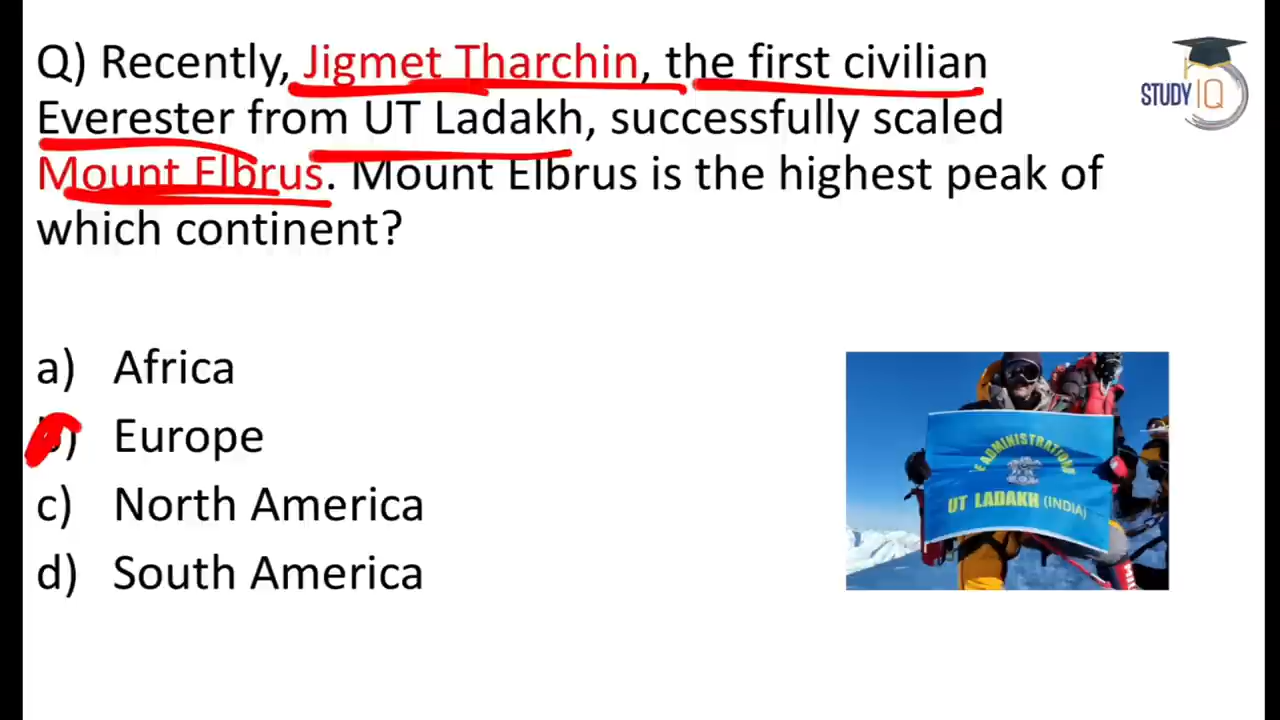 Q) Recently, Jigmet Tharchin, the first civilian
Everester from UT Ladakh, successfully scaled
Mount Elbrus. Mount Elbrus is the highest peak of
which continent?
STUDY IQ
a) Africa
b) Europe
c) North America
d) South America
ADMINISTRATION
UT LADAKH (INDIA)